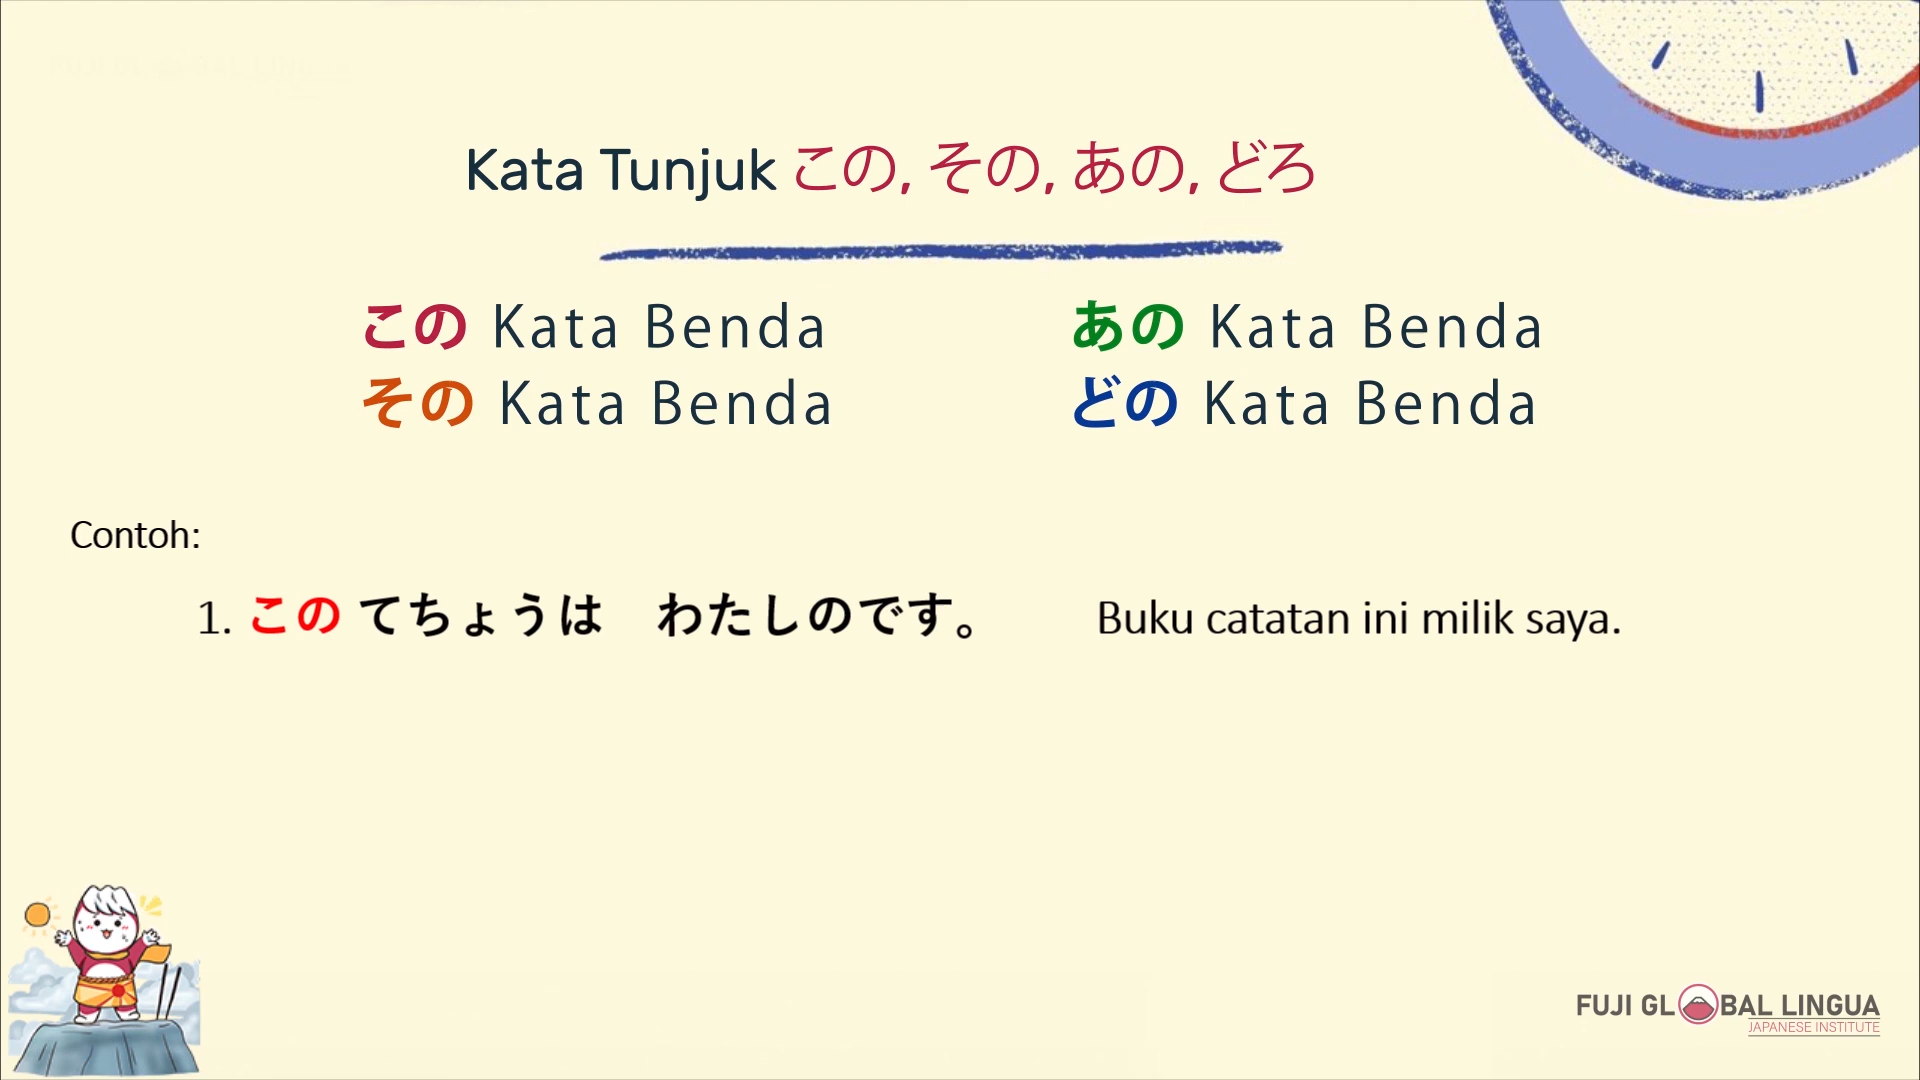 Kata Tunjuk この, その, あの, どろ
この Kata Benda
その Kata Benda
あの Kata Benda
どの Kata Benda
Contoh:
1. この てちょうは　わたしのです。
Buku catatan ini milik saya.
FUJI GLOBAL LINGUA
JAPANESE INSTITUTE